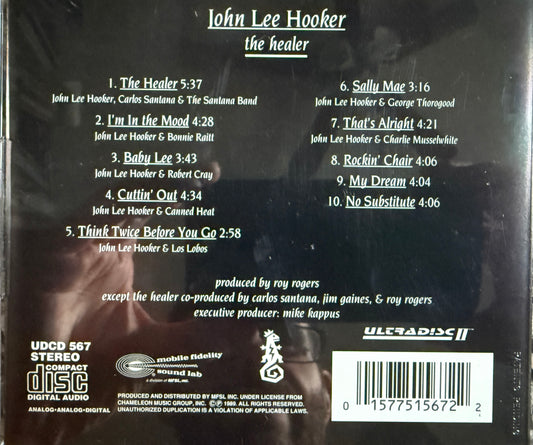 John Lee Hooker
the healer
1. The Healer 5:37
John Lee Hooker, Carlos Santana & The Santana Band
2. I'm In the Mood 4:28
John Lee Hooker & Bonnie Raitt
3. Baby Lee 3:43
John Lee Hooker & Robert Cray
4. Cuttin' Out 4:34
John Lee Hooker & Canned Heat
5. Think Twice Before You Go 2:58
John Lee Hooker & Los Lobos
6. Sally Mae 3:16
John Lee Hooker & George Thorogood
7. That's Alright 4:21
John Lee Hooker & Charlie Musselwhite
8. Rockin' Chair 4:06
9. My Dream 4:04
10. No Substitute 4:06
produced by roy rogers
except the healer co-produced by carlos santana, jim gaines, & roy rogers
executive producer: mike kappus
UDCD 567
STEREO
COMPACT
disc
DIGITAL AUDIO
ANALOG-ANALOG-DIGITAL
mobile fidelity
sound lab
a division of MFSL, inc.
PRODUCED AND DISTRIBUTED BY MFSL INC. UNDER LICENSE FROM
CHAMELEON MUSIC GROUP, INC. ©℗ 1989. ALL RIGHTS RESERVED.
UNAUTHORIZED DUPLICATION IS A VIOLATION OF APPLICABLE LAWS.
ULTRADISC II™
0 1577515672 2